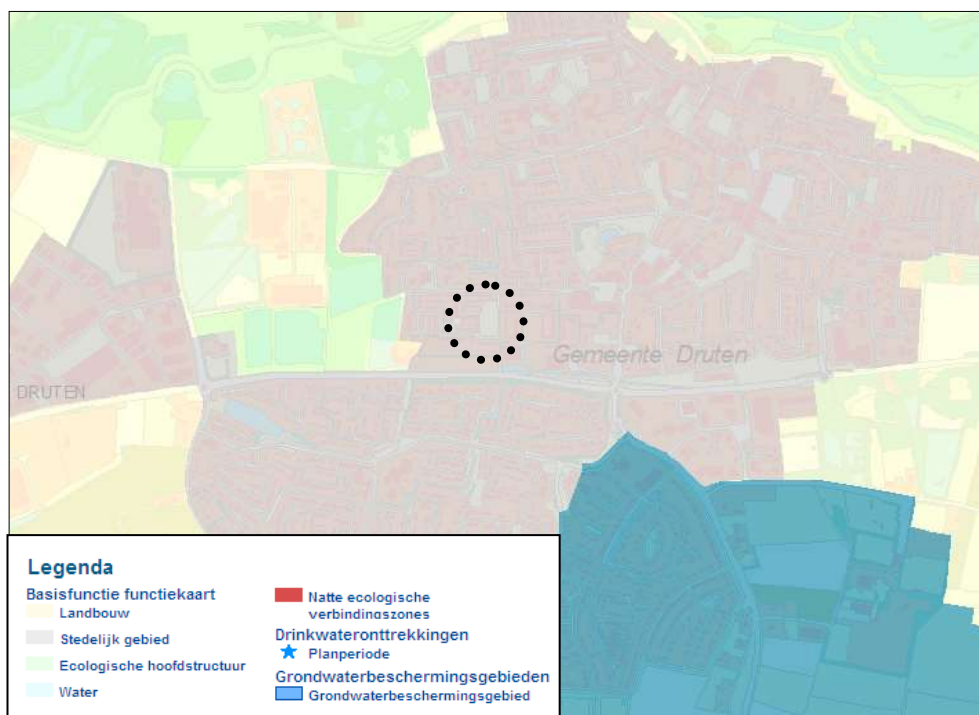 Gemeente Druten
DRUTEN
Legenda
Basisfunctie functiekaart
Landbouw
Stedelijk gebied
Ecologische hoofdstructuur
Water
Natte ecologische
verbindingszones
Drinkwateronttrekkingen
Planperiode
Grondwaterbeschermingsgebieden
Grondwaterbeschermingsgebied